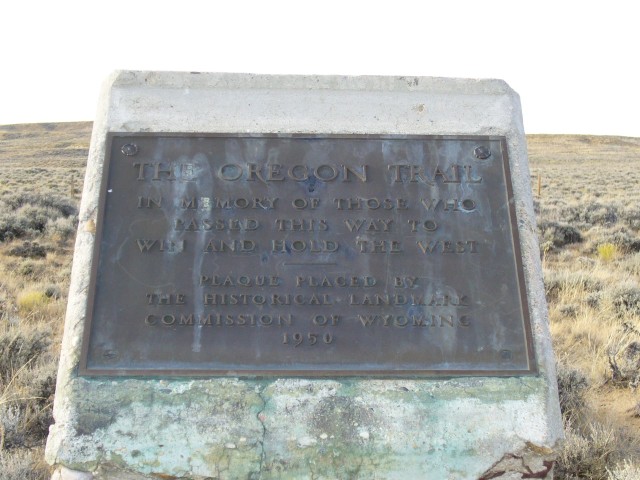 THE OREGON TRAIL
IN MEMORY OF THOSE WHO
PASSED THIS WAY TO
WIN AND HOLD THE WEST
PLAQUE PLACED BY
THE HISTORICAL LANDMARK
COMMISSION OF WYOMING
1950